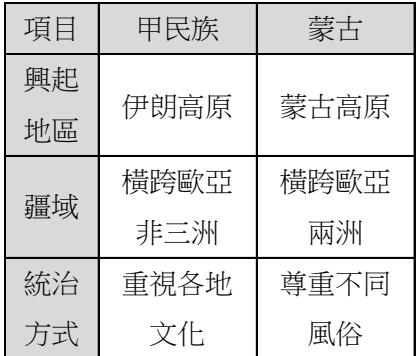 項目 甲民族 蒙古
興起
地區
伊朗高原 蒙古高原
疆域
橫跨歐亞
非三洲
橫跨歐亞
兩洲
統治
方式
重視各地
文化
尊重不同
風俗